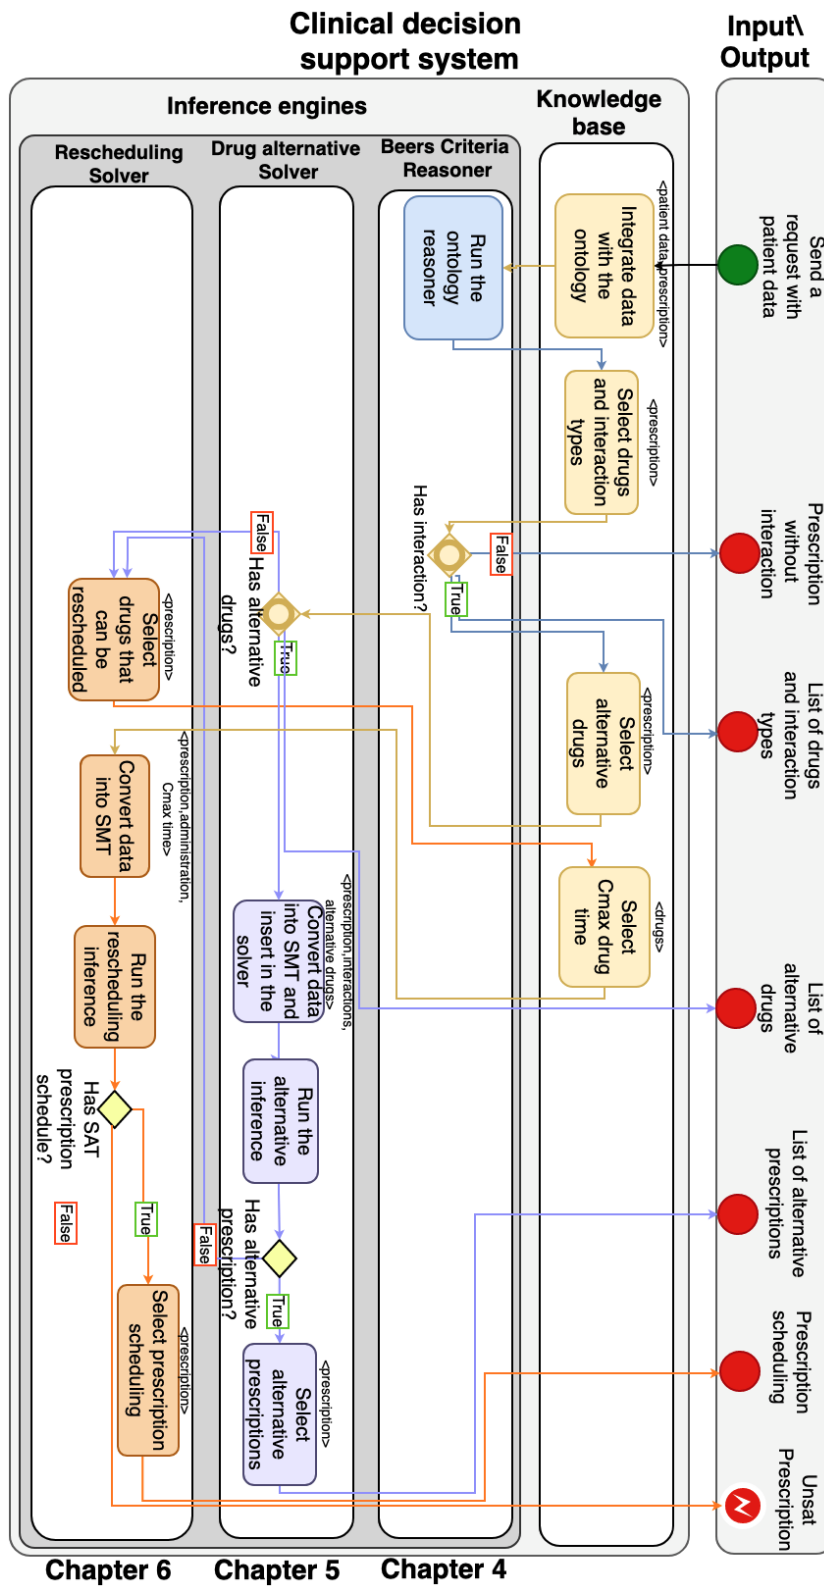 Clinical decision
support system
Input\
Output
Inference engines
Knowledge
base
Rescheduling
Solver
Drug alternative
Solver
Beers Criteria
Reasoner
Send a
request with
patient data
<patient data,prescription>
Integrate data
with the
ontology
Run the
ontology
reasoner
<prescription>
Select drugs
and interaction
types
Has interaction?
False
True
Prescription
without
interaction
List of drugs
and interaction
types
<prescription>
Select
alternative
drugs
False
Has alternative
drugs?
True
<prescription>
Select
drugs that
can be
rescheduled
<drugs>
Select
Cmax drug
time
<prescription,administration,
Cmax time>
Convert data
into SMT
Run the
rescheduling
inference
Has SAT
prescription
schedule?
True
False
<prescription>
Select prescription
scheduling
<prescription,interactions,
alternative drugs>
Convert data
into SMT and
insert in the
solver
Run the
alternative
inference
Has alternative
prescription?
False
True
<prescription>
Select
alternative
prescriptions
List of
alternative
drugs
List of alternative
prescriptions
Prescription
scheduling
Unsat
Prescription
Chapter 6
Chapter 5
Chapter 4